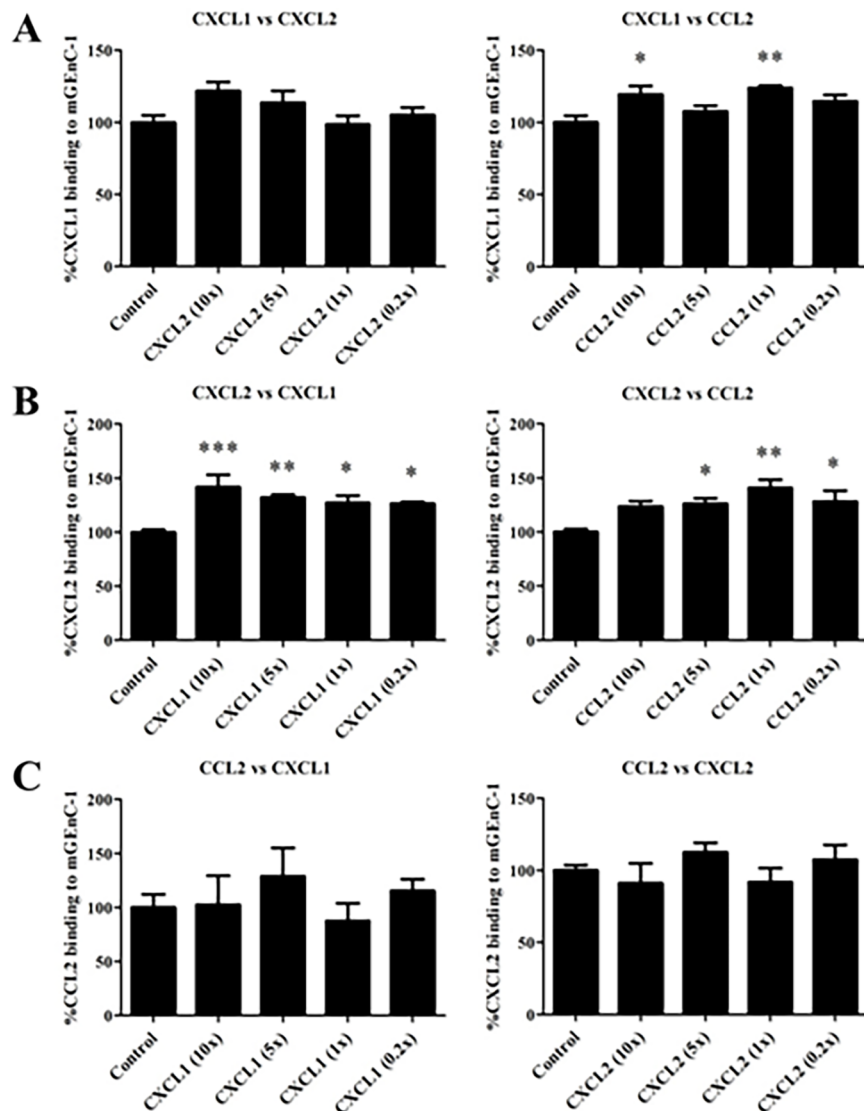 A
CXCL1 vs CXCL2
%CXCL1 binding to mGEnC-1
150
100
50
0
Control
CXCL2 (10x)
CXCL2 (5x)
CXCL2 (1x)
CXCL2 (0.2x)
CXCL1 vs CCL2
%CXCL1 binding to mGEnC-1
150
100
50
0
*
**
Control
CCL2 (10x)
CCL2 (5x)
CCL2 (1x)
CCL2 (0.2x)
B
CXCL2 vs CXCL1
%CXCL2 binding to mGEnC-1
200
150
100
50
0
***
**
*
*
Control
CXCL1 (10x)
CXCL1 (5x)
CXCL1 (1x)
CXCL1 (0.2x)
CXCL2 vs CCL2
%CXCL2 binding to mGEnC-1
200
150
100
50
0
*
**
*
Control
CCL2 (10x)
CCL2 (5x)
CCL2 (1x)
CCL2 (0.2x)
C
CCL2 vs CXCL1
%CCL2 binding to mGEnC-1
200
150
100
50
0
Control
CXCL1 (10x)
CXCL1 (5x)
CXCL1 (1x)
CXCL1 (0.2x)
CCL2 vs CXCL2
%CXCL2 binding to mGEnC-1
150
100
50
0
Control
CXCL2 (10x)
CXCL2 (5x)
CXCL2 (1x)
CXCL2 (0.2x)